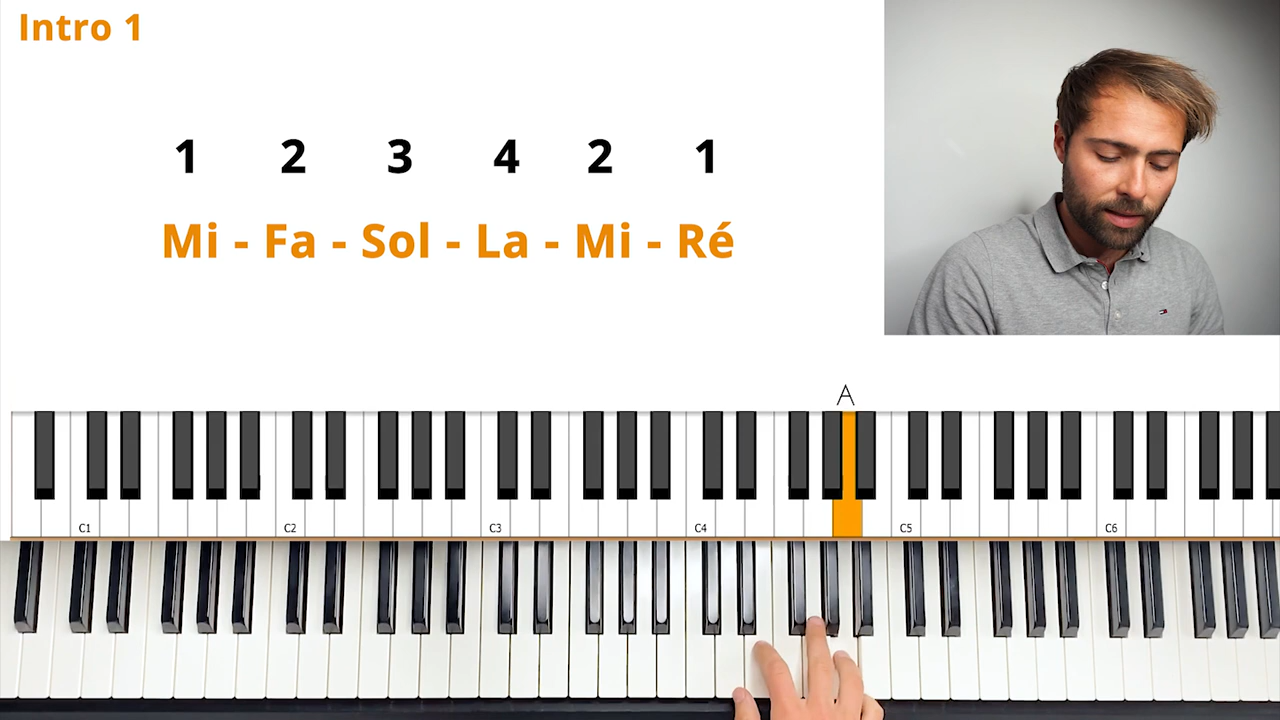 Intro 1
1 2 3 4 2 1
Mi - Fa - Sol - La - Mi - Ré
A
C1 C2 C3 C4 C5 C6